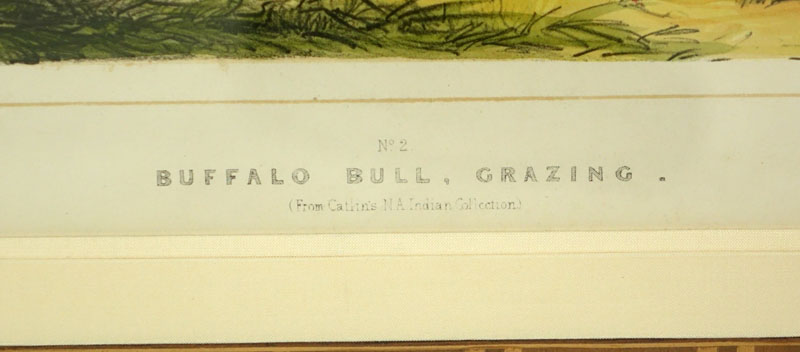 Nº 2.
BUFFALO BULL, GRAZING.
(From Catlin's N.A. Indian Collection)